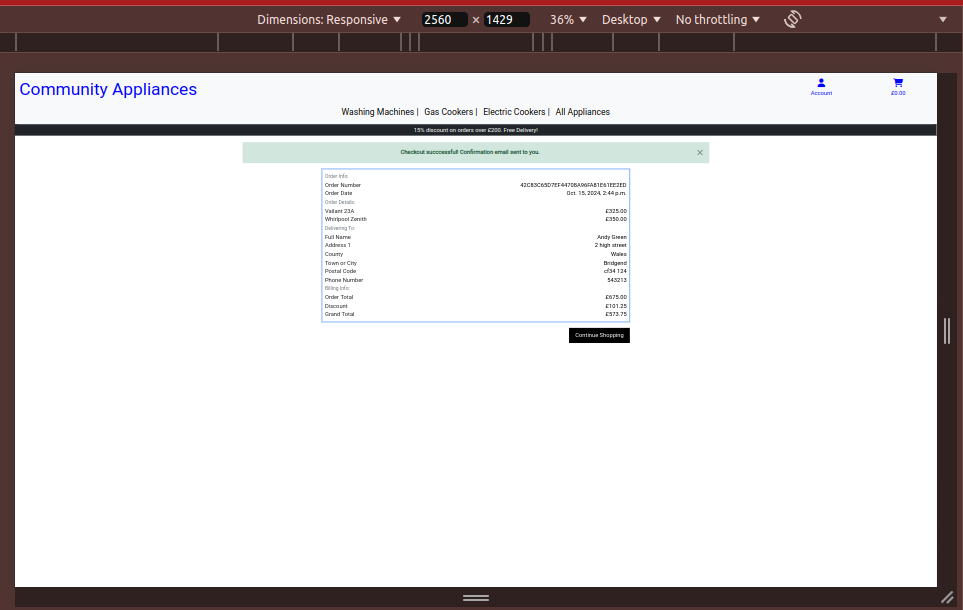 Dimensions: Responsive 2560 × 1429 36% Desktop No throttling
Community Appliances
Account £0.00
Washing Machines | Gas Cookers | Electric Cookers | All Appliances
15% discount on orders over £200. Free Delivery!
Checkout succcessful! Confirmation email sent to you. ×
Order Info:
Order Number 42C83C65D7EF44708A96FA81E61EE2ED
Order Date Oct. 15, 2024, 2:44 p.m.
Order Details:
Vailant 23A £325.00
Whirlpool Zenith £350.00
Delivering To:
Full Name Andy Green
Address 1 2 high street
County Wales
Town or City Bridgend
Postal Code cf34 124
Phone Number 543213
Billing Info:
Order Total £675.00
Discount £101.25
Grand Total £573.75
Continue Shopping